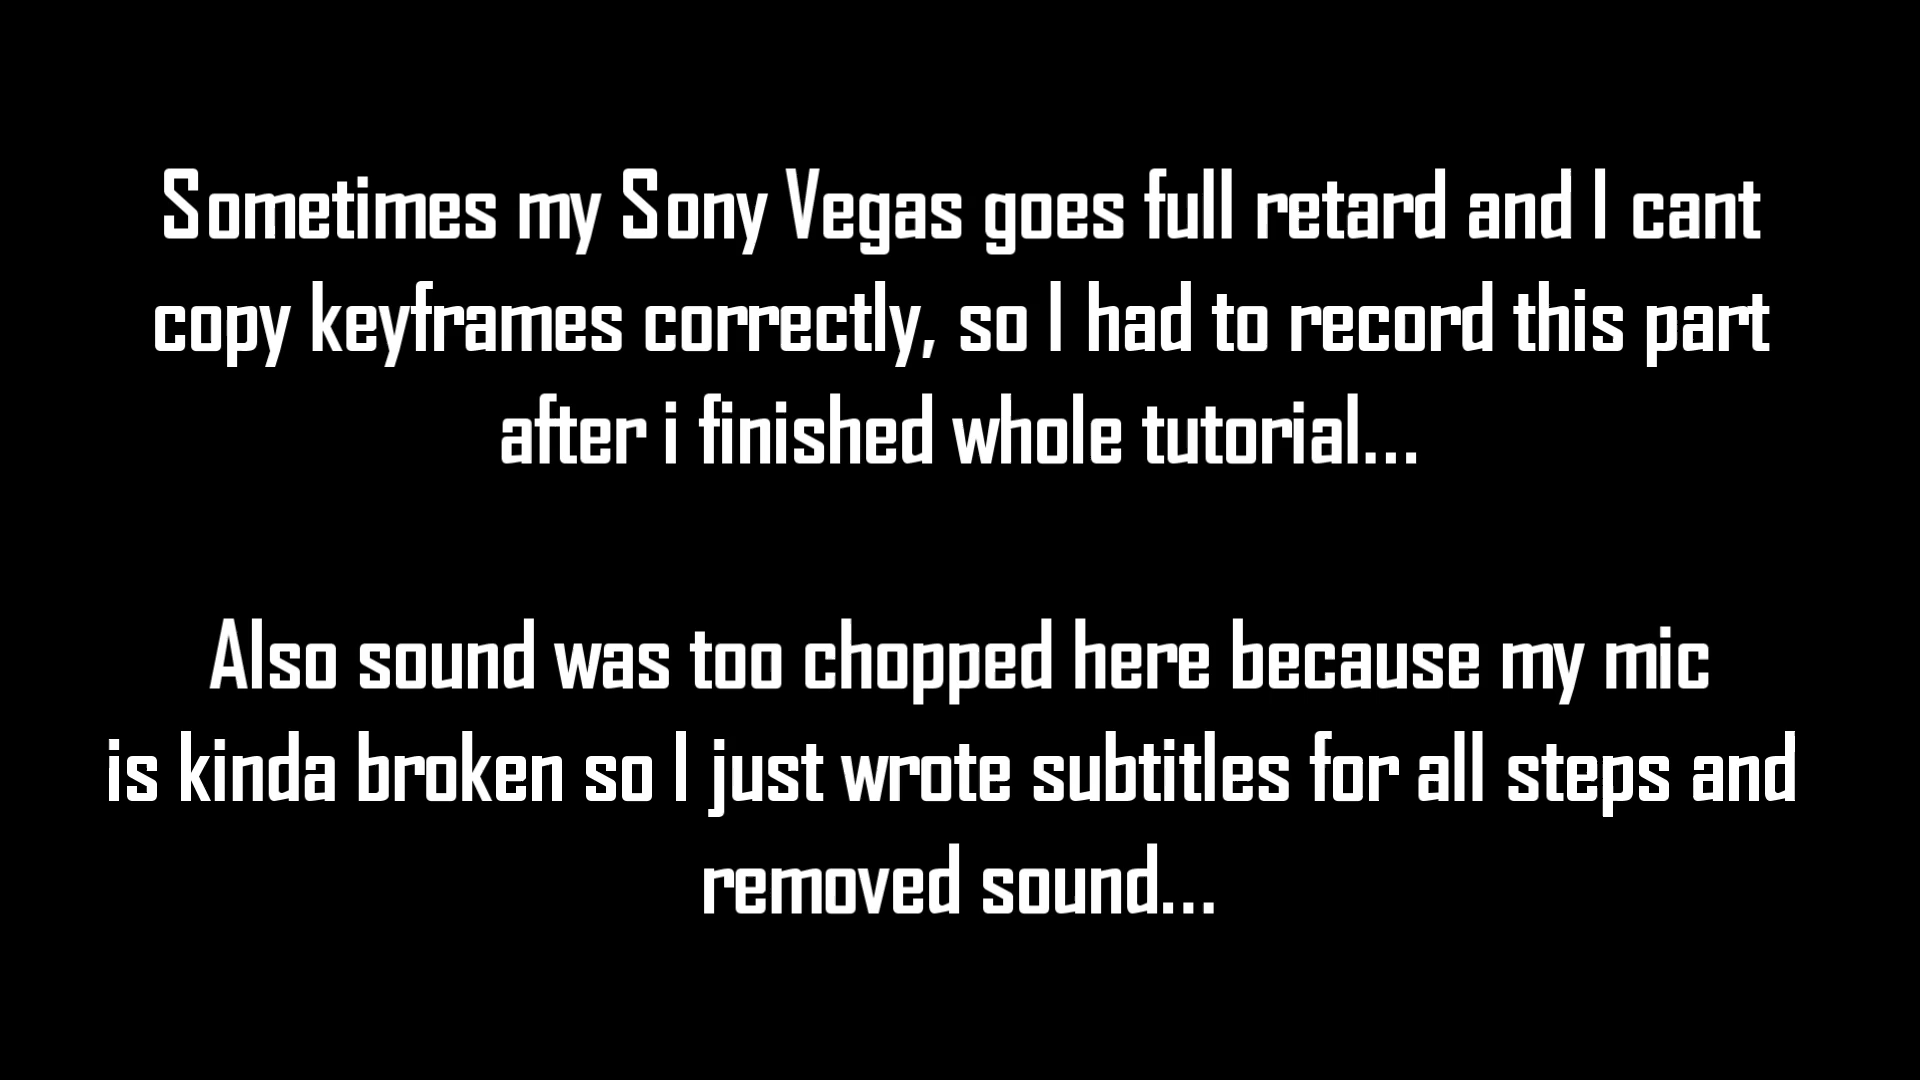 Sometimes my Sony Vegas goes full retard and I cant
copy keyframes correctly, so I had to record this part
after i finished whole tutorial...
Also sound was too chopped here because my mic
is kinda broken so I just wrote subtitles for all steps and
removed sound...